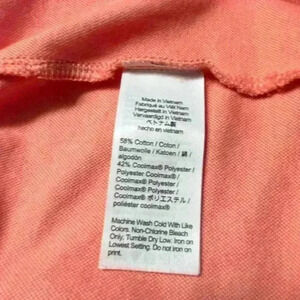 Made in Vietnam
Fabriqué au Viêt Nam
Hergestellt in Vietnam
Vervaardigd in Vietnam
ベトナム製
hecho en vietnam
58% Cotton / Coton /
Baumwolle / Katoen / 綿 /
algodón
42% Coolmax® Polyester /
Polyester Coolmax® /
Coolmax® Polyester /
Coolmax® Polyester /
Coolmax® ポリエステル /
poliéster coolmax®
Machine Wash Cold With Like
Colors. Non-Chlorine Bleach
Only, Tumble Dry Low. Iron on
Lowest Setting. Do not iron on
print.